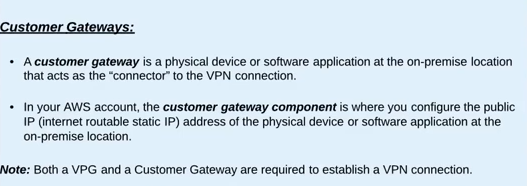 Customer Gateways:
• A customer gateway is a physical device or software application at the on-premise location
that acts as the “connector” to the VPN connection.
• In your AWS account, the customer gateway component is where you configure the public
IP (internet routable static IP) address of the physical device or software application at the
on-premise location.
Note: Both a VPG and a Customer Gateway are required to establish a VPN connection.